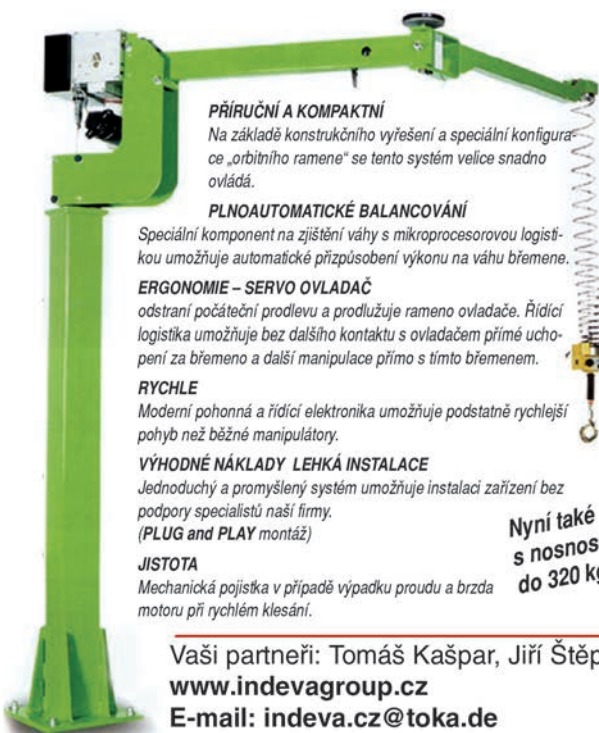 PŘÍRUČNÍ A KOMPAKTNÍ
Na základě konstrukčního vyřešení a speciální konfigura-
ce „orbitního ramene“ se tento systém velice snadno
ovládá.
PLNOAUTOMATICKÉ BALANCOVÁNÍ
Speciální komponent na zjištění váhy s mikroprocesorovou logisti-
kou umožňuje automatické přizpůsobení výkonu na váhu břemene.
ERGONOMIE – SERVO OVLADAČ
odstraní počáteční prodlevu a prodlužuje rameno ovladače. Řídící
logistika umožňuje bez dalšího kontaktu s ovladačem přímé ucho-
pení za břemeno a další manipulace přímo s tímto břemenem.
RYCHLE
Moderní pohonná a řídící elektronika umožňuje podstatně rychlejší
pohyb než běžné manipulátory.
VÝHODNÉ NÁKLADY LEHKÁ INSTALACE
Jednoduchý a promyšlený systém umožňuje instalaci zařízení bez
podpory specialistů naší firmy.
(PLUG and PLAY montáž)
Nyní také
s nosnos
do 320 kg
JISTOTA
Mechanická pojistka v případě výpadku proudu a brzda
motoru při rychlém klesání.
Vaši partneři: Tomáš Kašpar, Jiří Štěp
www.indevagroup.cz
E-mail: indeva.cz@toka.de